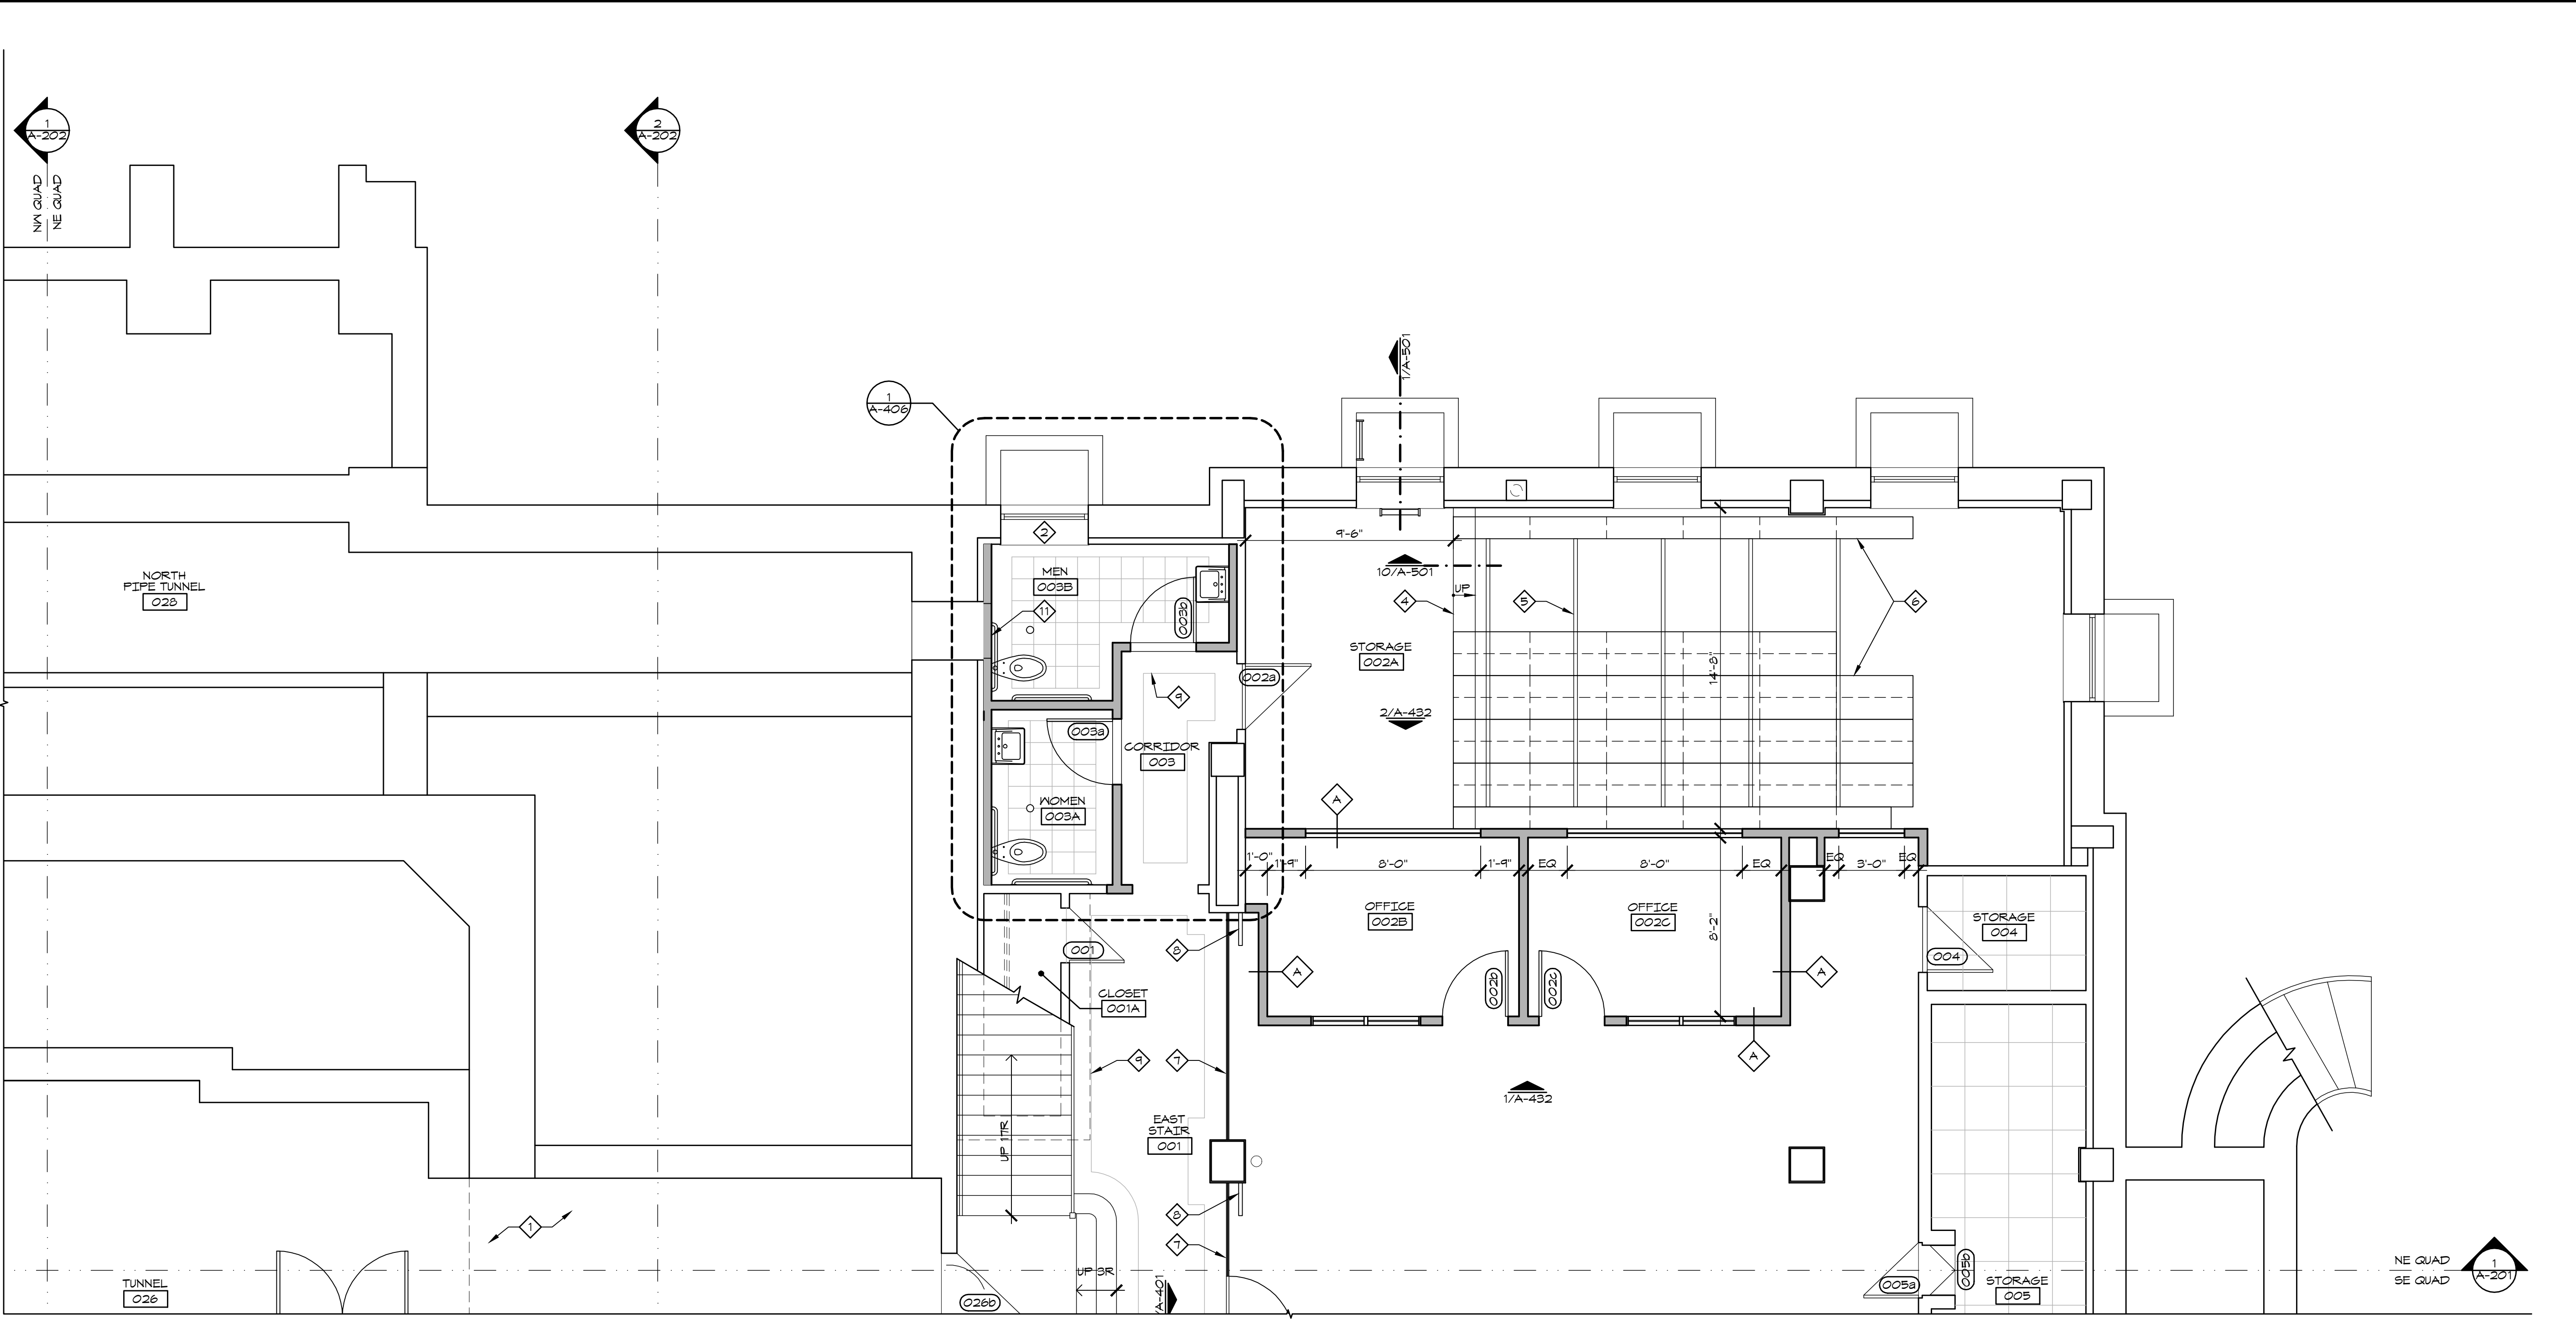 1
A-202
2
A-202
NW QUAD
NE QUAD
1/A-501
1
A-406
2
9'-6"
10/A-501
UP
4
5
6
MEN
003B
11
003b
NORTH
PIPE TUNNEL
028
STORAGE
002A
14'-8"
002a
9
2/A-432
003a
CORRIDOR
003
WOMEN
003A
A
1'-0"
1'-9"
8'-0"
1'-9"
EQ
8'-0"
EQ
EQ
3'-0"
EQ
OFFICE
002B
OFFICE
002C
8'-2"
STORAGE
004
004
8
001
A
A
002b
002c
CLOSET
001A
9
7
A
1/A-432
EAST
STAIR
001
UP 17R
8
1
7
UP 3R
/A-401
026b
TUNNEL
026
005a
005b
STORAGE
005
NE QUAD
SE QUAD
1
A-201